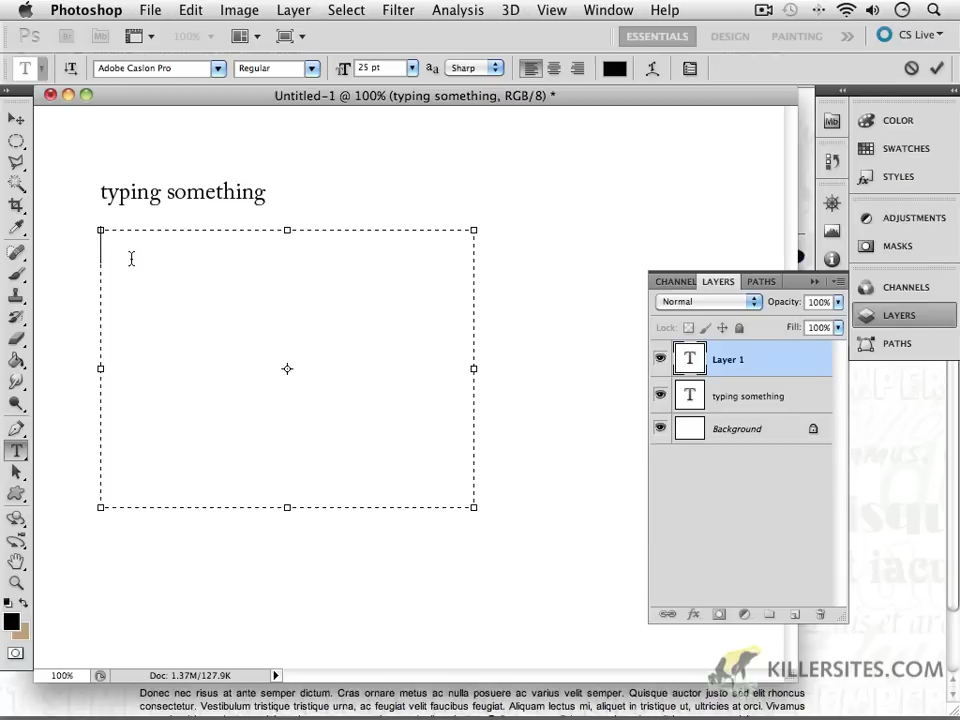 Photoshop File Edit Image Layer Select Filter Analysis 3D View Window Help
Ps Br Mb 100% ESSENTIALS DESIGN PAINTING CS Live
T Adobe Caslon Pro Regular 25 pt Sharp
Untitled-1 @ 100% (typing something, RGB/8) *
COLOR
SWATCHES
STYLES
ADJUSTMENTS
MASKS
CHANNELS
LAYERS
PATHS
typing something
CHANNEL LAYERS PATHS
Normal Opacity: 100%
Lock: Fill: 100%
T Layer 1
T typing something
Background
100% Doc: 1.37M/127.9K
KILLERSITES.COM
Donec nec risus at ante semper dictum. Cras ornare metus ac nulla posuere ac varius velit semper. Quisque auctor justo sed elit rhoncus
consectetur. Vestibulum tristique tristique urna, ac feugiat velit faucibus feugiat. Aliquam lectus mi, aliquet in tristique ut, ultricies at orci. Duis